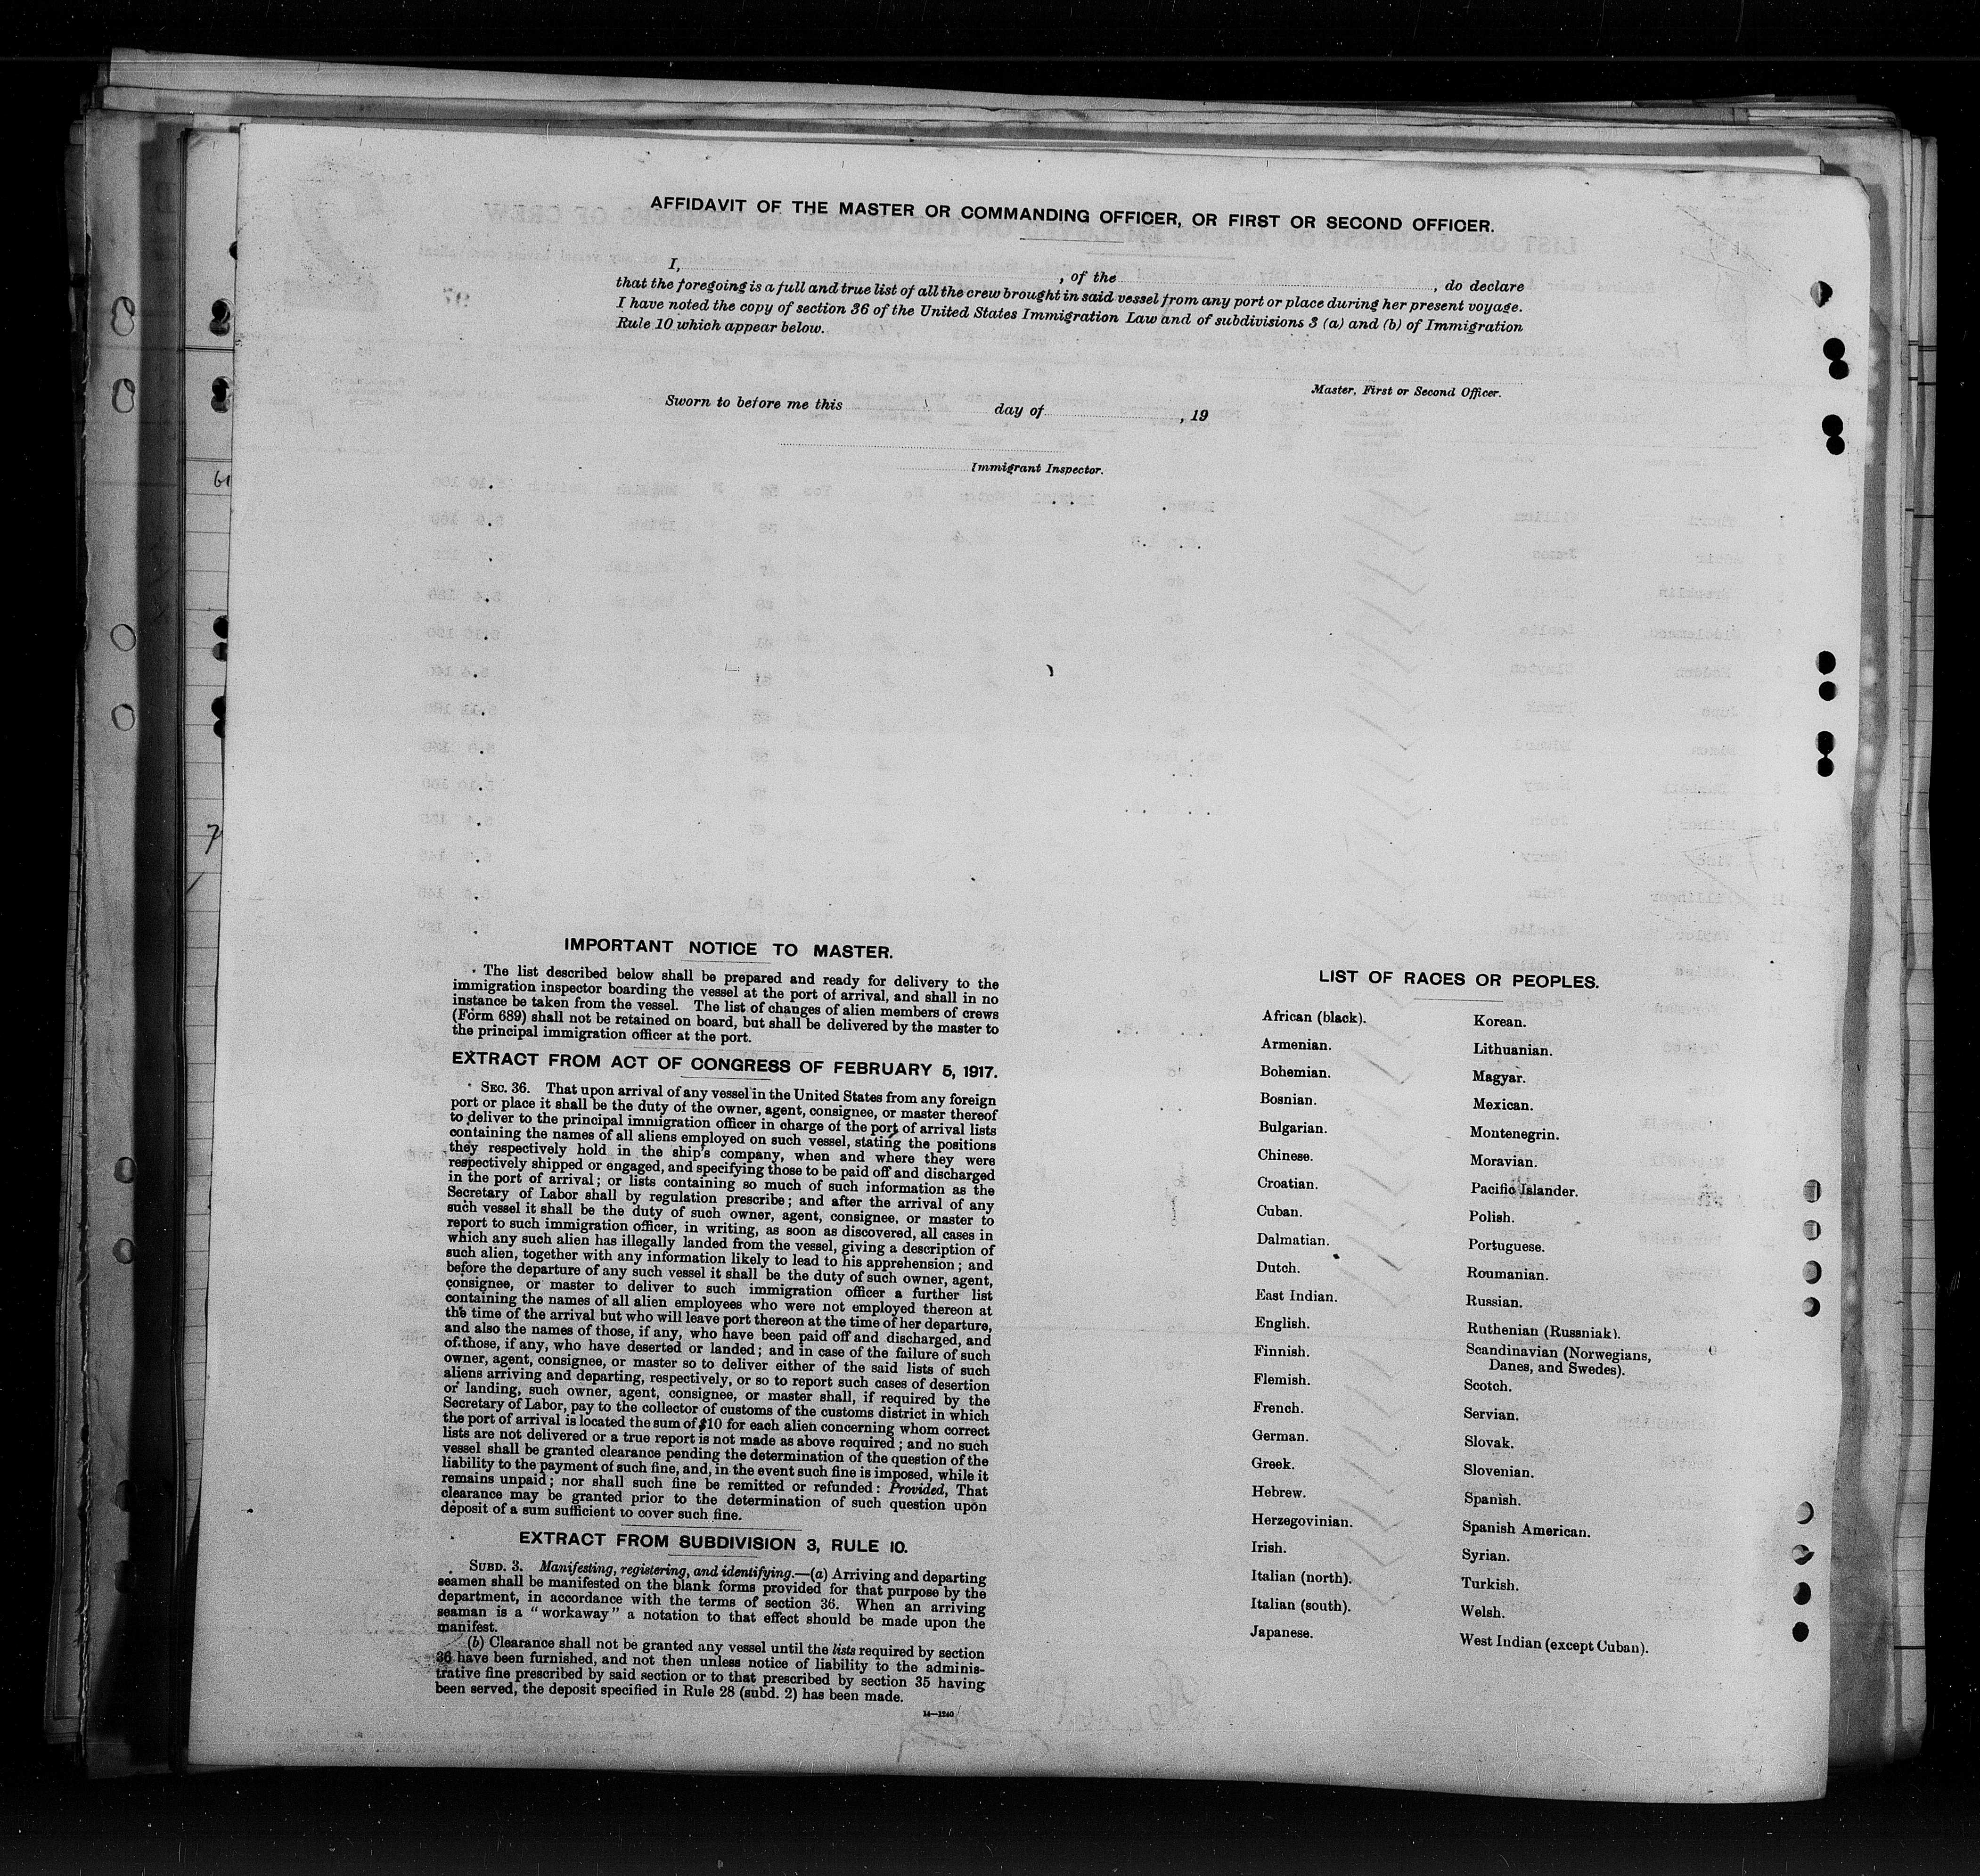 AFFIDAVIT OF THE MASTER OR COMMANDING OFFICER, OR FIRST OR SECOND OFFICER.
I, , of the , do declare
that the foregoing is a full and true list of all the crew brought in said vessel from any port or place during her present voyage.
I have noted the copy of section 36 of the United States Immigration Law and of subdivisions 3 (a) and (b) of Immigration
Rule 10 which appear below.
Master, First or Second Officer.
Sworn to before me this day of , 19
Immigrant Inspector.
61
7
IMPORTANT NOTICE TO MASTER.
The list described below shall be prepared and ready for delivery to the
immigration inspector boarding the vessel at the port of arrival, and shall in no
instance be taken from the vessel. The list of changes of alien members of crews
(Form 689) shall not be retained on board, but shall be delivered by the master to
the principal immigration officer at the port.
EXTRACT FROM ACT OF CONGRESS OF FEBRUARY 5, 1917.
SEC. 36. That upon arrival of any vessel in the United States from any foreign
port or place it shall be the duty of the owner, agent, consignee, or master thereof
to deliver to the principal immigration officer in charge of the port of arrival lists
containing the names of all aliens employed on such vessel, stating the positions
they respectively hold in the ship's company, when and where they were
respectively shipped or engaged, and specifying those to be paid off and discharged
in the port of arrival; or lists containing so much of such information as the
Secretary of Labor shall by regulation prescribe; and after the arrival of any
such vessel it shall be the duty of such owner, agent, consignee, or master to
report to such immigration officer, in writing, as soon as discovered, all cases in
which any such alien has illegally landed from the vessel, giving a description of
such alien, together with any information likely to lead to his apprehension; and
before the departure of any such vessel it shall be the duty of such owner, agent,
consignee, or master to deliver to such immigration officer a further list
containing the names of all alien employees who were not employed thereon at
the time of the arrival but who will leave port thereon at the time of her departure,
and also the names of those, if any, who have been paid off and discharged, and
of those, if any, who have deserted or landed; and in case of the failure of such
owner, agent, consignee, or master so to deliver either of the said lists of such
aliens arriving and departing, respectively, or so to report such cases of desertion
or landing, such owner, agent, consignee, or master shall, if required by the
Secretary of Labor, pay to the collector of customs of the customs district in which
the port of arrival is located the sum of $10 for each alien concerning whom correct
lists are not delivered or a true report is not made as above required; and no such
vessel shall be granted clearance pending the determination of the question of the
liability to the payment of such fine, and, in the event such fine is imposed, while it
remains unpaid; nor shall such fine be remitted or refunded: Provided, That
clearance may be granted prior to the determination of such question upon
deposit of a sum sufficient to cover such fine.
EXTRACT FROM SUBDIVISION 3, RULE 10.
SUBD. 3. Manifesting, registering, and identifying.—(a) Arriving and departing
seamen shall be manifested on the blank forms provided for that purpose by the
department, in accordance with the terms of section 36. When an arriving
seaman is a "workaway" a notation to that effect should be made upon the
manifest.
(b) Clearance shall not be granted any vessel until the lists required by section
36 have been furnished, and not then unless notice of liability to the adminis-
trative fine prescribed by said section or to that prescribed by section 35 having
been served, the deposit specified in Rule 28 (subd. 2) has been made.
14—1240
LIST OF RACES OR PEOPLES.
African (black).
Armenian.
Bohemian.
Bosnian.
Bulgarian.
Chinese.
Croatian.
Cuban.
Dalmatian.
Dutch.
East Indian.
English.
Finnish.
Flemish.
French.
German.
Greek.
Hebrew.
Herzegovinian.
Irish.
Italian (north).
Italian (south).
Japanese.
Korean.
Lithuanian.
Magyar.
Mexican.
Montenegrin.
Moravian.
Pacific Islander.
Polish.
Portuguese.
Roumanian.
Russian.
Ruthenian (Russniak).
Scandinavian (Norwegians,
Danes, and Swedes).
Scotch.
Servian.
Slovak.
Slovenian.
Spanish.
Spanish American.
Syrian.
Turkish.
Welsh.
West Indian (except Cuban).